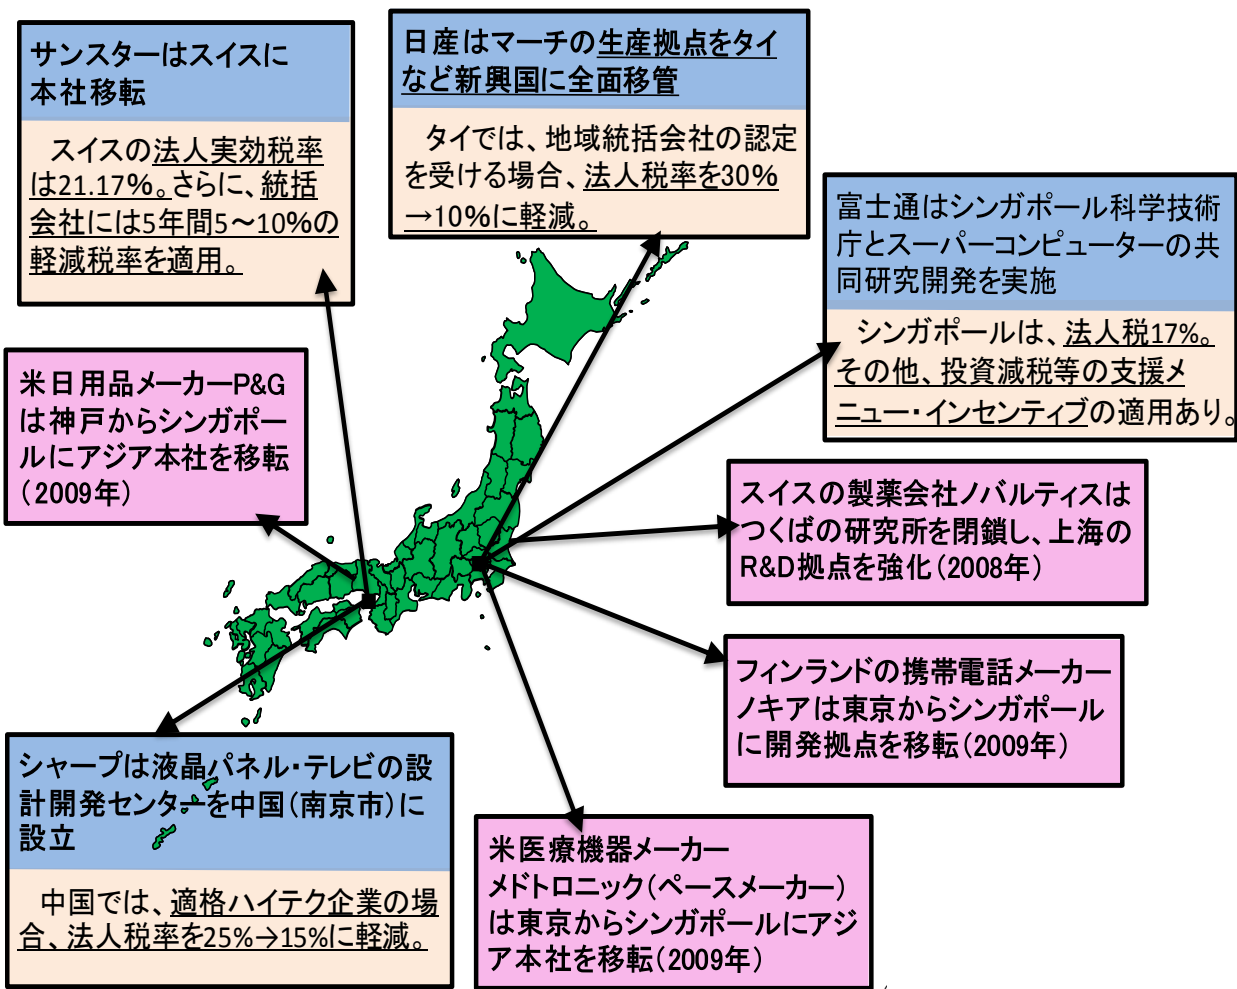 サンスターはスイスに
本社移転
スイスの法人実効税率
は21.17%。さらに、統括
会社には5年間5～10%の
軽減税率を適用。
日産はマーチの生産拠点をタイ
など新興国に全面移管
タイでは、地域統括会社の認定
を受ける場合、法人税率を30%
→10%に軽減。
富士通はシンガポール科学技術
庁とスーパーコンピューターの共
同研究開発を実施
シンガポールは、法人税17%。
その他、投資減税等の支援メ
ニュー・インセンティブの適用あり。
米日用品メーカーP&G
は神戸からシンガポー
ルにアジア本社を移転
（2009年）
スイスの製薬会社ノバルティスは
つくばの研究所を閉鎖し、上海の
R&D拠点を強化（2008年）
フィンランドの携帯電話メーカー
ノキアは東京からシンガポール
に開発拠点を移転（2009年）
シャープは液晶パネル・テレビの設
計開発センターを中国（南京市）に
設立
中国では、適格ハイテク企業の場
合、法人税率を25%→15%に軽減。
米医療機器メーカー
メドトロニック（ペースメーカー）
は東京からシンガポールにアジ
ア本社を移転（2009年）